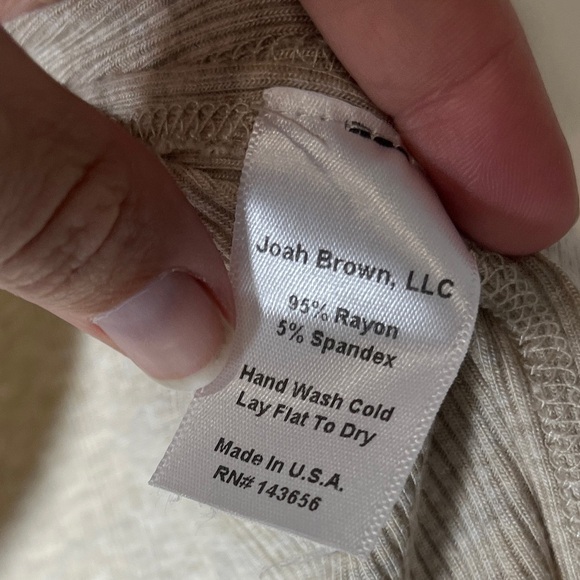 Joah Brown, LLC
95% Rayon
5% Spandex
Hand Wash Cold
Lay Flat To Dry
Made In U.S.A.
RN# 143656